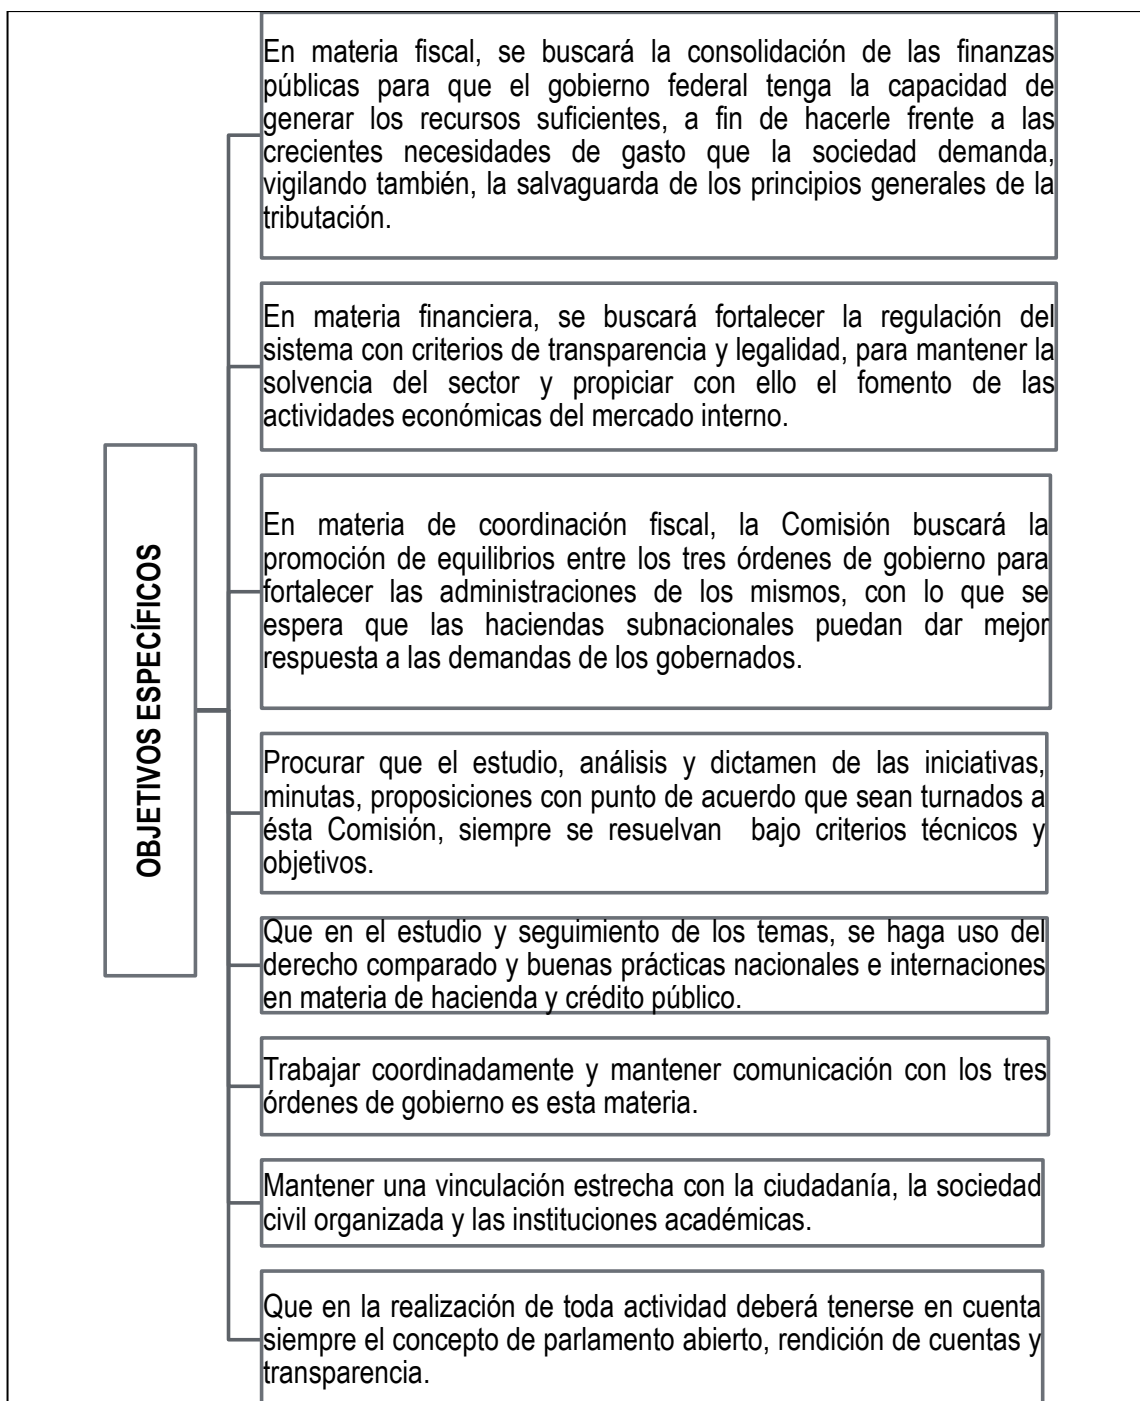 OBJETIVOS ESPECÍFICOS
En materia fiscal, se buscará la consolidación de las finanzas
públicas para que el gobierno federal tenga la capacidad de
generar los recursos suficientes, a fin de hacerle frente a las
crecientes necesidades de gasto que la sociedad demanda,
vigilando también, la salvaguarda de los principios generales de la
tributación.
En materia financiera, se buscará fortalecer la regulación del
sistema con criterios de transparencia y legalidad, para mantener la
solvencia del sector y propiciar con ello el fomento de las
actividades económicas del mercado interno.
En materia de coordinación fiscal, la Comisión buscará la
promoción de equilibrios entre los tres órdenes de gobierno para
fortalecer las administraciones de los mismos, con lo que se
espera que las haciendas subnacionales puedan dar mejor
respuesta a las demandas de los gobernados.
Procurar que el estudio, análisis y dictamen de las iniciativas,
minutas, proposiciones con punto de acuerdo que sean turnados a
ésta Comisión, siempre se resuelvan  bajo criterios técnicos y
objetivos.
Que en el estudio y seguimiento de los temas, se haga uso del
derecho comparado y buenas prácticas nacionales e internaciones
en materia de hacienda y crédito público.
Trabajar coordinadamente y mantener comunicación con los tres
órdenes de gobierno es esta materia.
Mantener una vinculación estrecha con la ciudadanía, la sociedad
civil organizada y las instituciones académicas.
Que en la realización de toda actividad deberá tenerse en cuenta
siempre el concepto de parlamento abierto, rendición de cuentas y
transparencia.